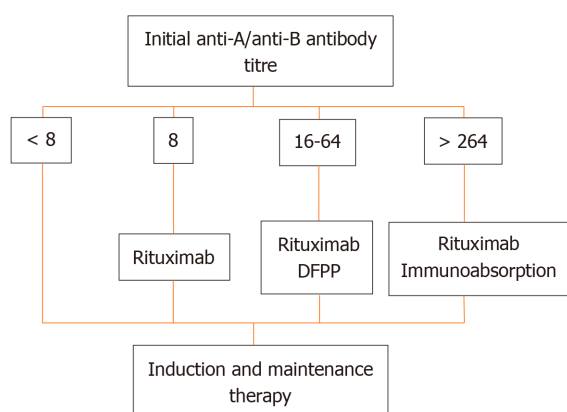 Initial anti-A/anti-B antibody
titre
< 8
8
16-64
> 264
Rituximab
Rituximab
DFPP
Rituximab
Immunoabsorption
Induction and maintenance
therapy